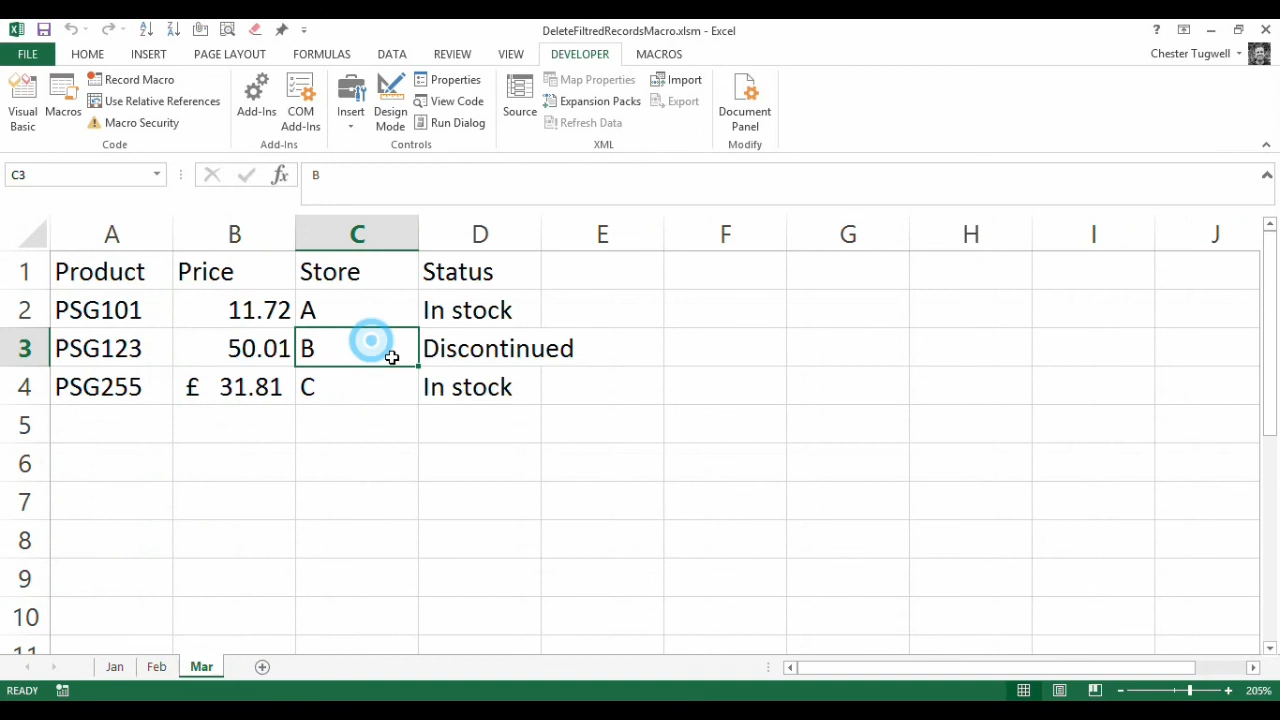 DeleteFiltredRecordsMacro.xlsm - Excel
FILE HOME INSERT PAGE LAYOUT FORMULAS DATA REVIEW VIEW DEVELOPER MACROS Chester Tugwell
Visual Basic
Macros
Record Macro
Use Relative References
Macro Security
Code
Add-Ins
COM Add-Ins
Add-Ins
Insert
Design Mode
Properties
View Code
Run Dialog
Controls
Source
Map Properties
Expansion Packs
Refresh Data
Import
Export
XML
Document Panel
Modify
C3 fx B
A B C D E F G H I J
1 Product Price Store Status
2 PSG101 11.72 A In stock
3 PSG123 50.01 B Discontinued
4 PSG255 £ 31.81 C In stock
5
6
7
8
9
10
11
Jan Feb Mar
READY 205%